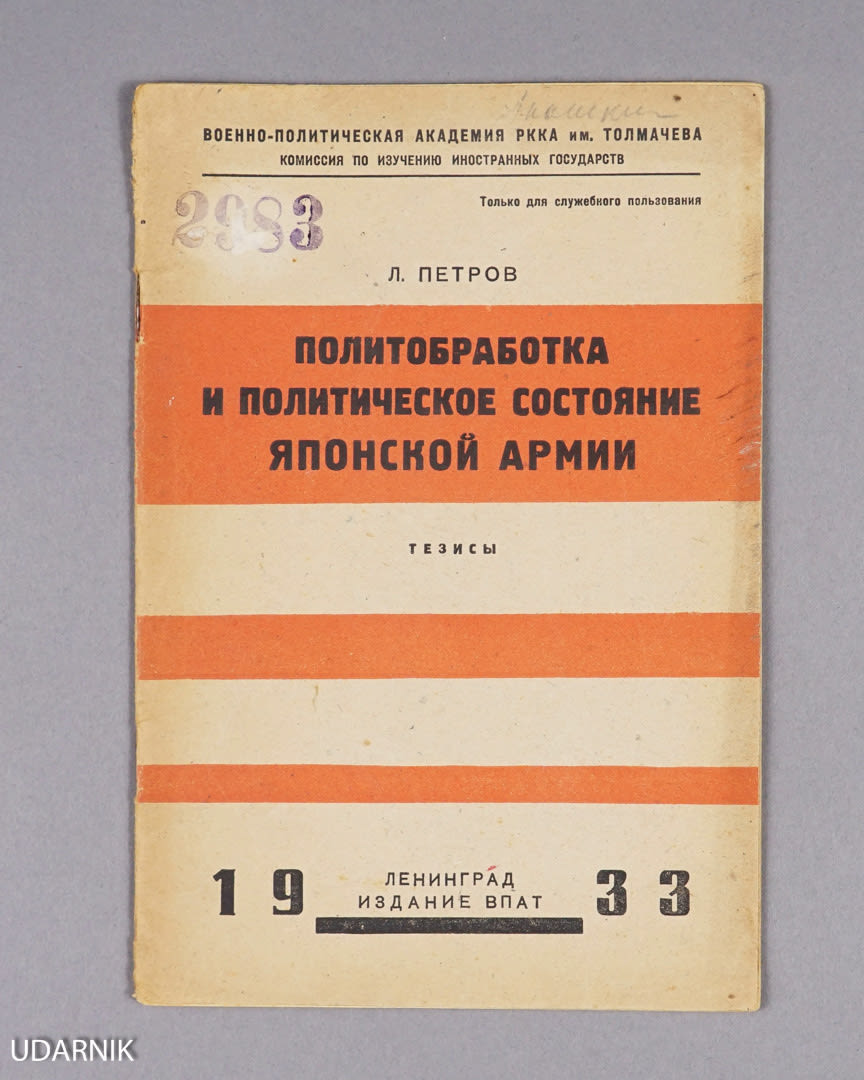 ВОЕННО-ПОЛИТИЧЕСКАЯ АКАДЕМИЯ РККА им. ТОЛМАЧЕВА
КОМИССИЯ ПО ИЗУЧЕНИЮ ИНОСТРАННЫХ ГОСУДАРСТВ
Только для служебного пользования
2983
Л. ПЕТРОВ
ПОЛИТОБРАБОТКА
И ПОЛИТИЧЕСКОЕ СОСТОЯНИЕ
ЯПОНСКОЙ АРМИИ
ТЕЗИСЫ
19 33
ЛЕНИНГРАД
ИЗДАНИЕ ВПАТ
UDARNIK